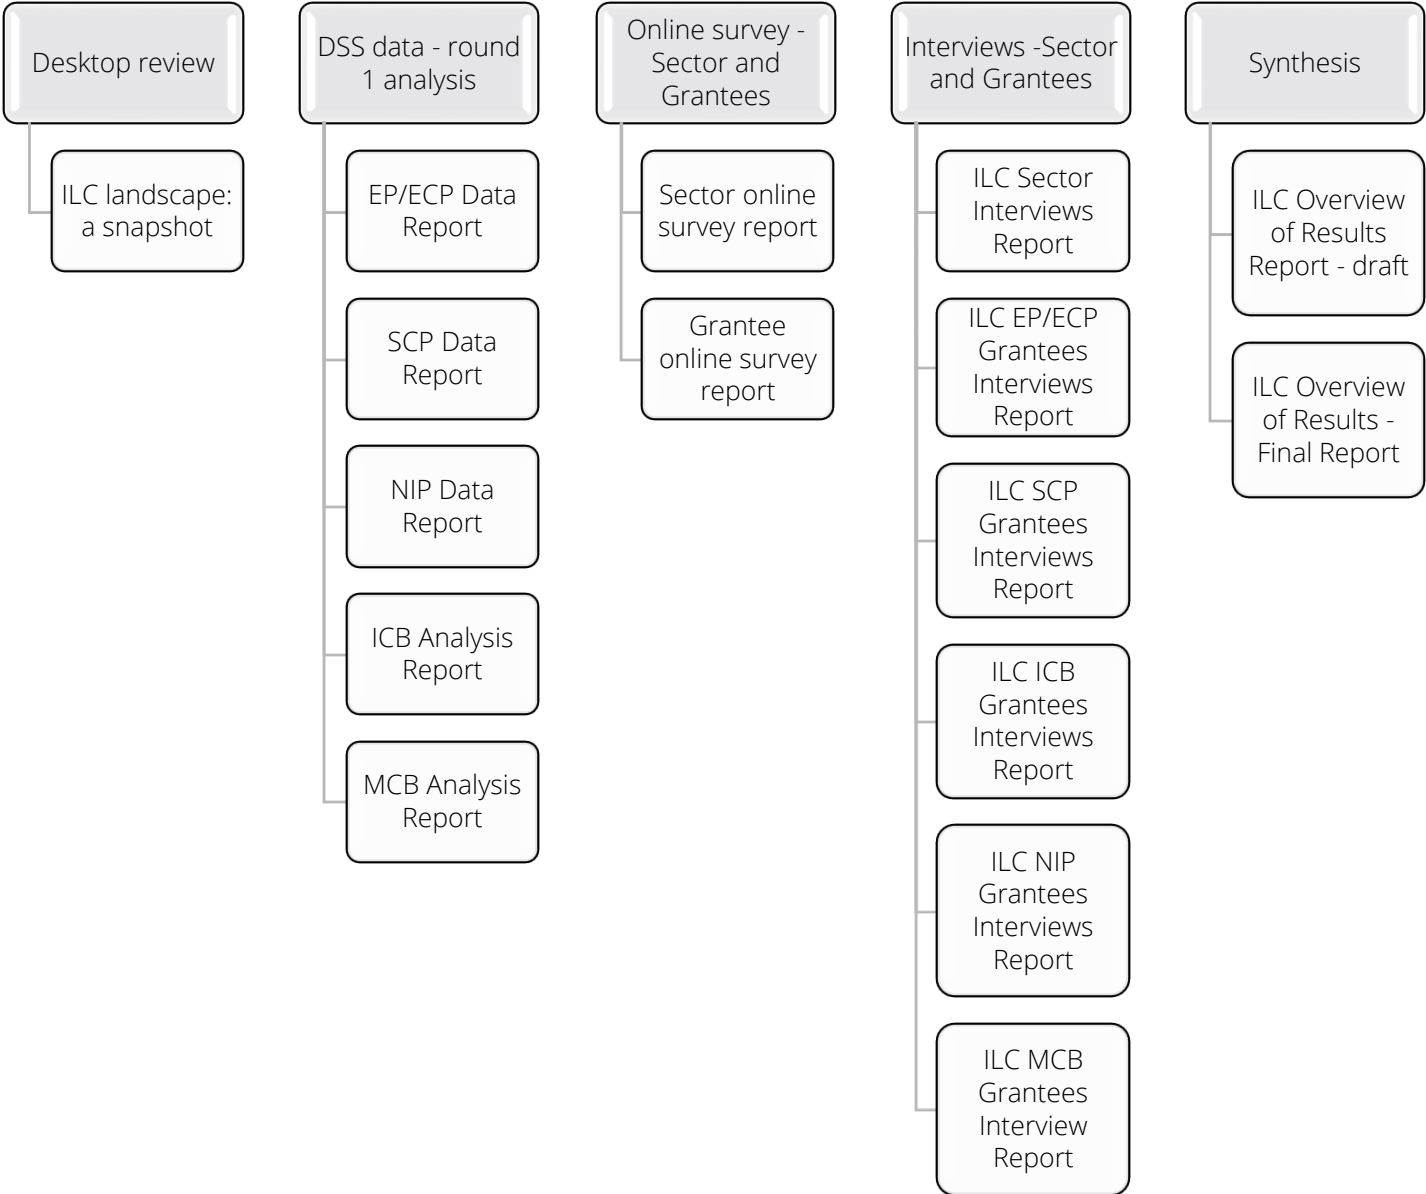 Desktop review
ILC landscape:
a snapshot
DSS data - round
1 analysis
EP/ECP Data
Report
SCP Data
Report
NIP Data
Report
ICB Analysis
Report
MCB Analysis
Report
Online survey -
Sector and
Grantees
Sector online
survey report
Grantee
online survey
report
Interviews -Sector
and Grantees
ILC Sector
Interviews
Report
ILC EP/ECP
Grantees
Interviews
Report
ILC SCP
Grantees
Interviews
Report
ILC ICB
Grantees
Interviews
Report
ILC NIP
Grantees
Interviews
Report
ILC MCB
Grantees
Interview
Report
Synthesis
ILC Overview
of Results
Report - draft
ILC Overview
of Results -
Final Report